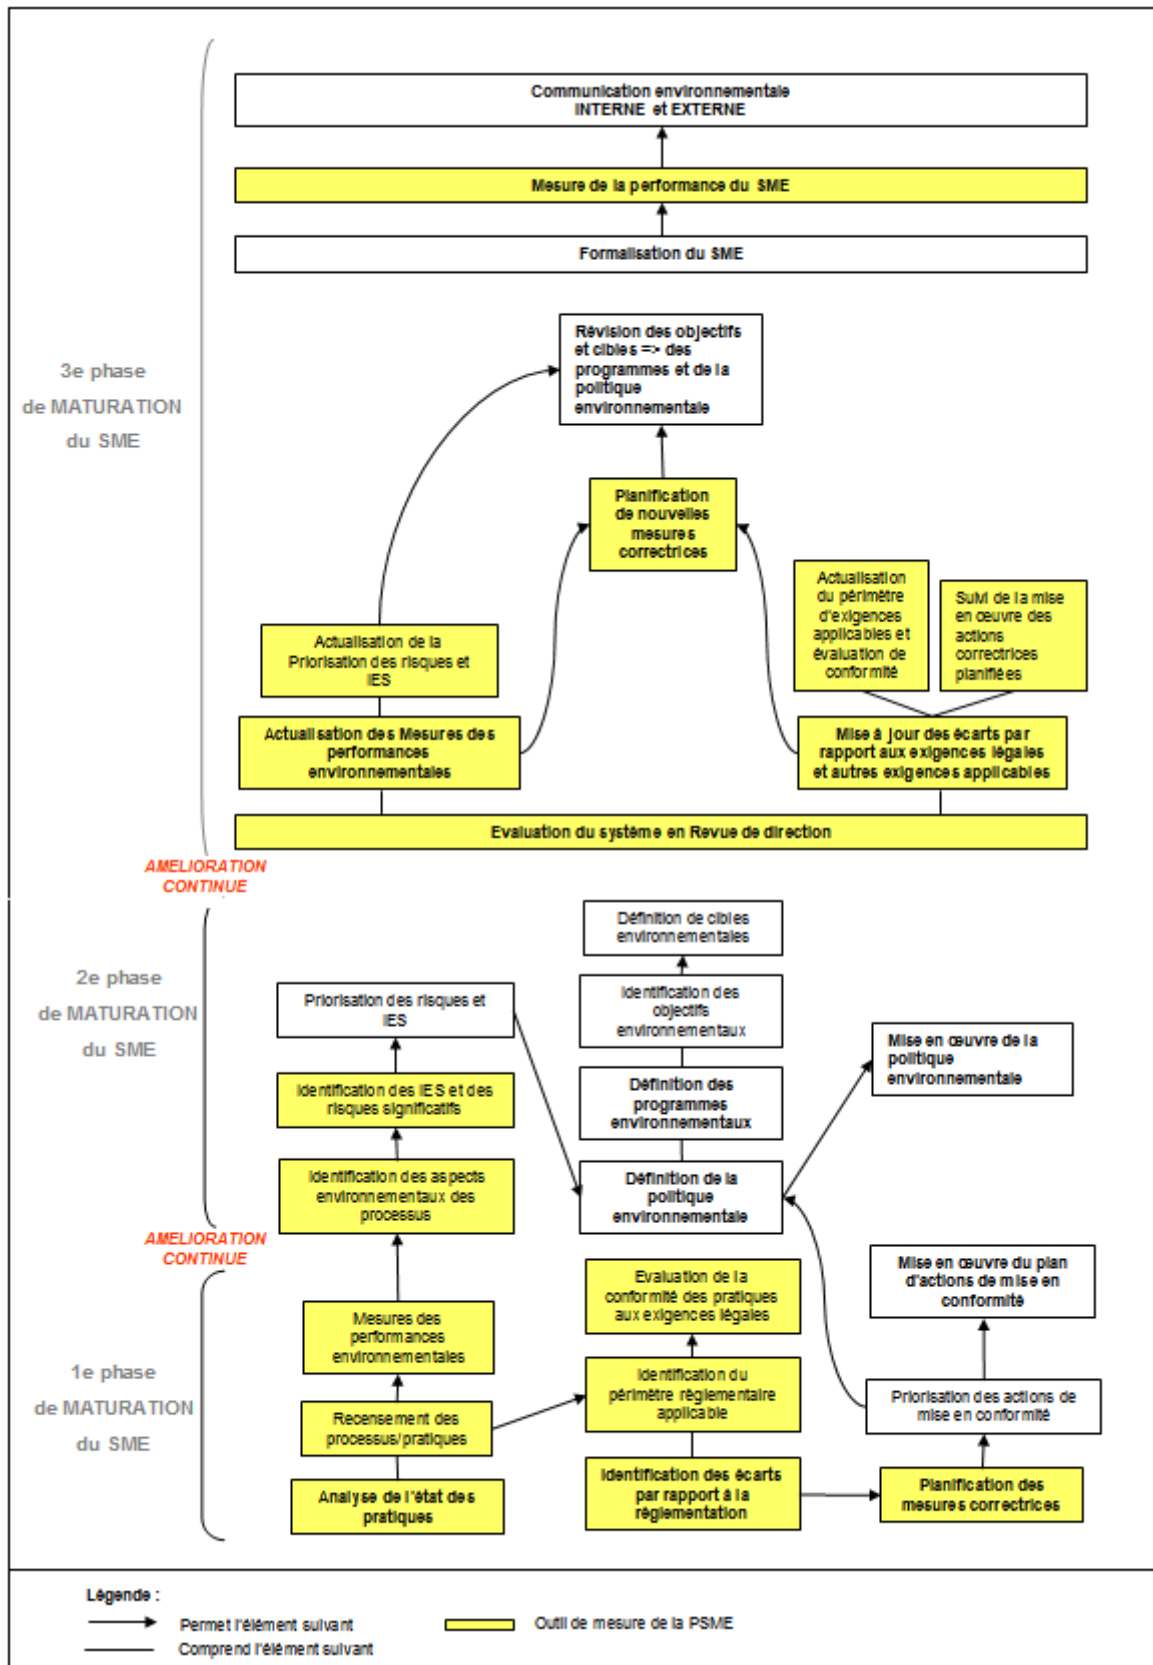 Communication environnementale
INTERNE et EXTERNE
Mesure de la performance du SME
Formalisation du SME
3e phase
de MATURATION
du SME
Révision des objectifs
et cibles => des
programmes et de la
politique
environnementale
Planification
de nouvelles
mesures
correctrices
Actualisation
du périmètre
d'exigences
applicables et
évaluation de
conformité
Suivi de la mise
en œuvre des
actions
correctrices
planifiées
Actualisation de la
Priorisation des risques et
IES
Actualisation des Mesures des
performances
environnementales
Mise à jour des écarts par
rapport aux exigences légales
et autres exigences applicables
Evaluation du système en Revue de direction
AMELIORATION
CONTINUE
2e phase
de MATURATION
du SME
Définition de cibles
environnementales
Priorisation des risques et
IES
Identification des
objectifs
environnementaux
Mise en œuvre de la
politique
environnementale
Identification des IES et des
risques significatifs
Définition des
programmes
environnementaux
Identification des aspects
environnementaux des
processus
Définition de la
politique
environnementale
AMELIORATION
CONTINUE
1e phase
de MATURATION
du SME
Evaluation de la
conformité des pratiques
aux exigences légales
Mise en œuvre du plan
d'actions de mise en
conformité
Mesures des
performances
environnementales
Identification du
périmètre règlementaire
applicable
Priorisation des actions de
mise en conformité
Recensement des
processus/pratiques
Analyse de l'état des
pratiques
Identification des écarts
par rapport à la
règlementation
Planification des
mesures correctrices
Légende :
Permet l'élément suivant
Outil de mesure de la PSME
Comprend l'élément suivant